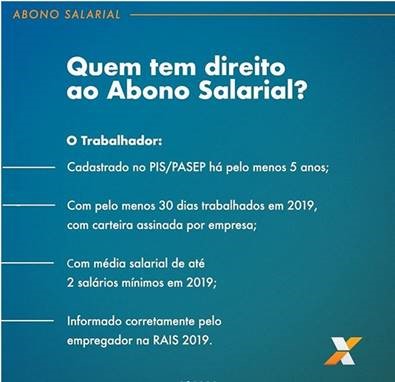 ABONO SALARIAL
Quem tem direito
ao Abono Salarial?
O Trabalhador:
Cadastrado no PIS/PASEP há pelo menos 5 anos;
Com pelo menos 30 dias trabalhados em 2019,
com carteira assinada por empresa;
Com média salarial de até
2 salários mínimos em 2019;
Informado corretamente pelo
empregador na RAIS 2019.